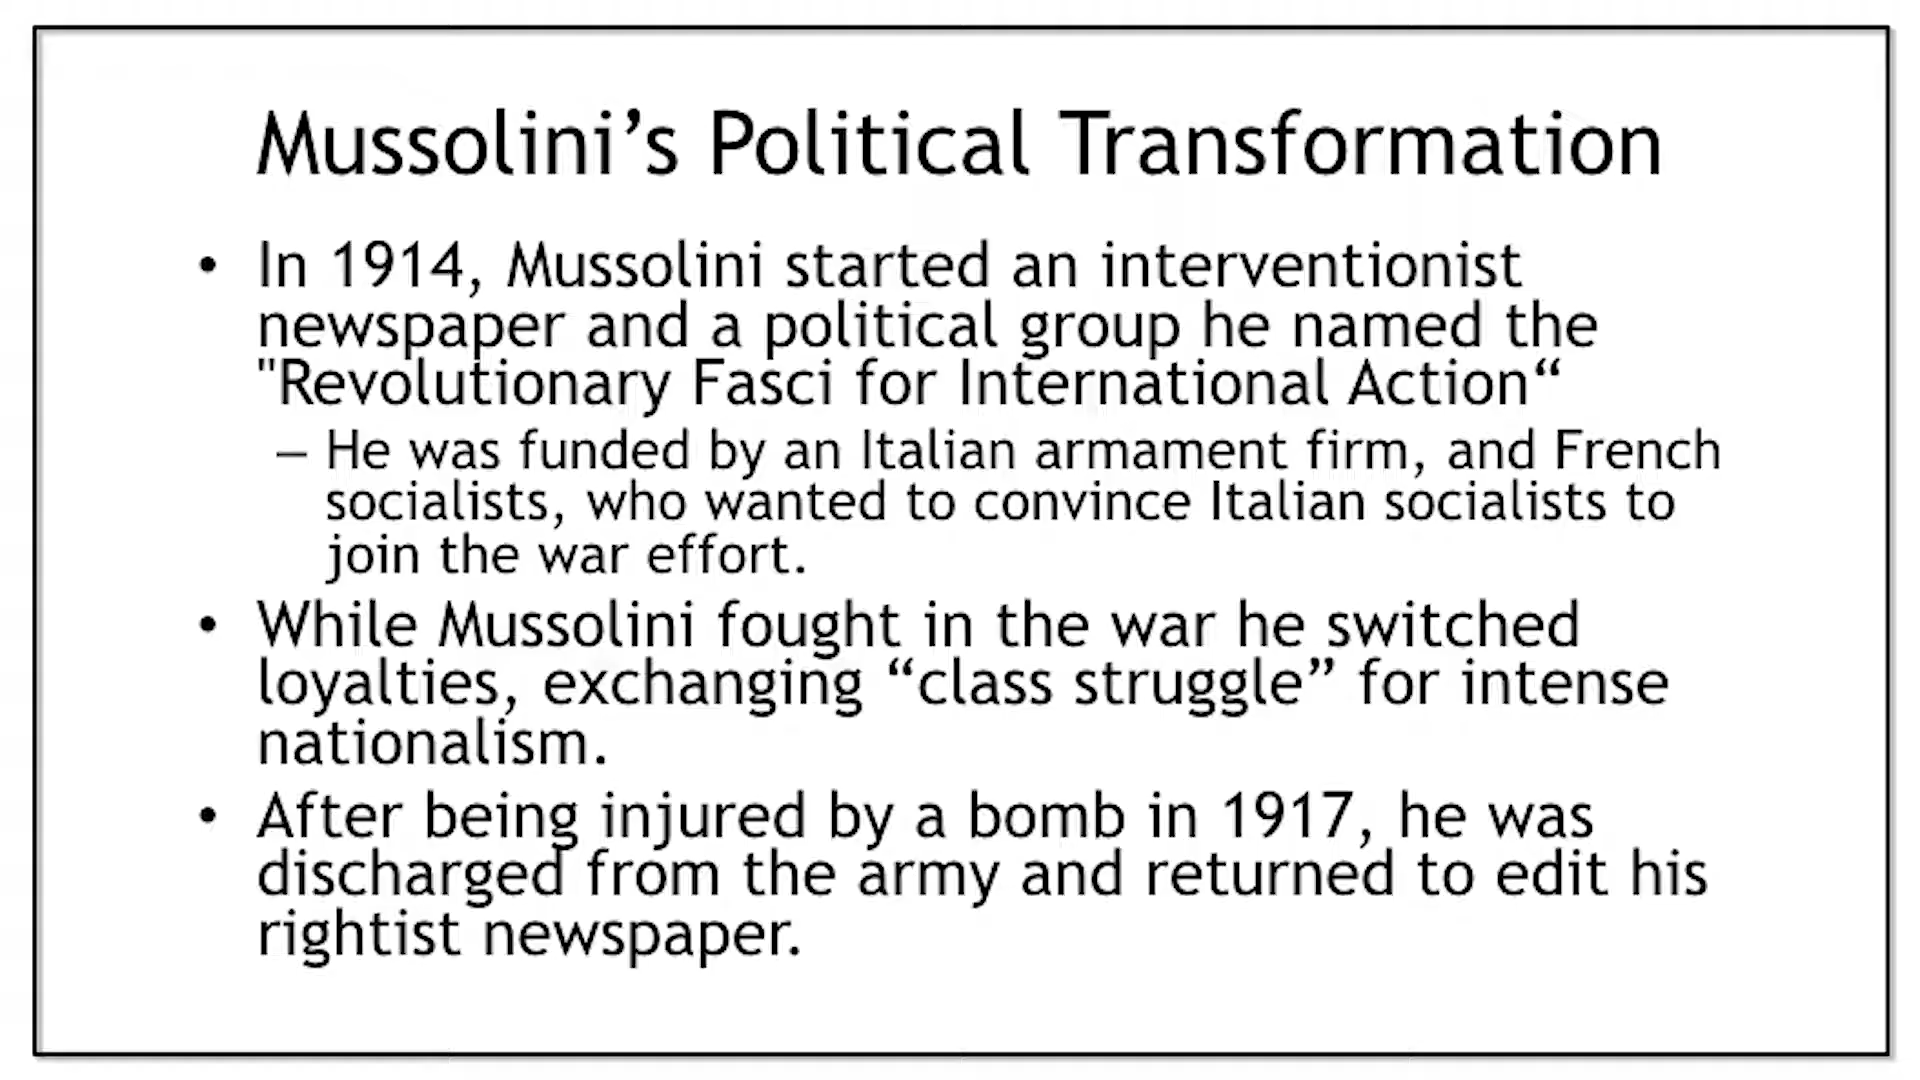 Mussolini’s Political Transformation
• In 1914, Mussolini started an interventionist
newspaper and a political group he named the
"Revolutionary Fasci for International Action“
– He was funded by an Italian armament firm, and French
socialists, who wanted to convince Italian socialists to
join the war effort.
• While Mussolini fought in the war he switched
loyalties, exchanging “class struggle” for intense
nationalism.
• After being injured by a bomb in 1917, he was
discharged from the army and returned to edit his
rightist newspaper.